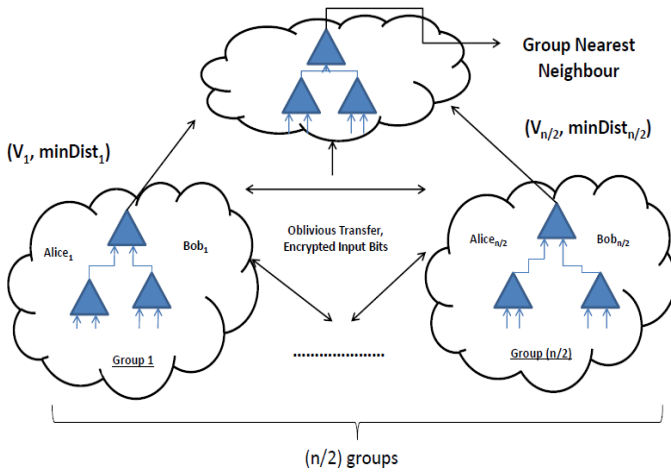 Group Nearest
Neighbour
(V1, minDist1)
(Vn/2, minDistn/2)
Alice1
Bob1
Oblivious Transfer,
Encrypted Input Bits
Alicen/2
Bobn/2
Group 1
.......................
Group (n/2)
(n/2) groups